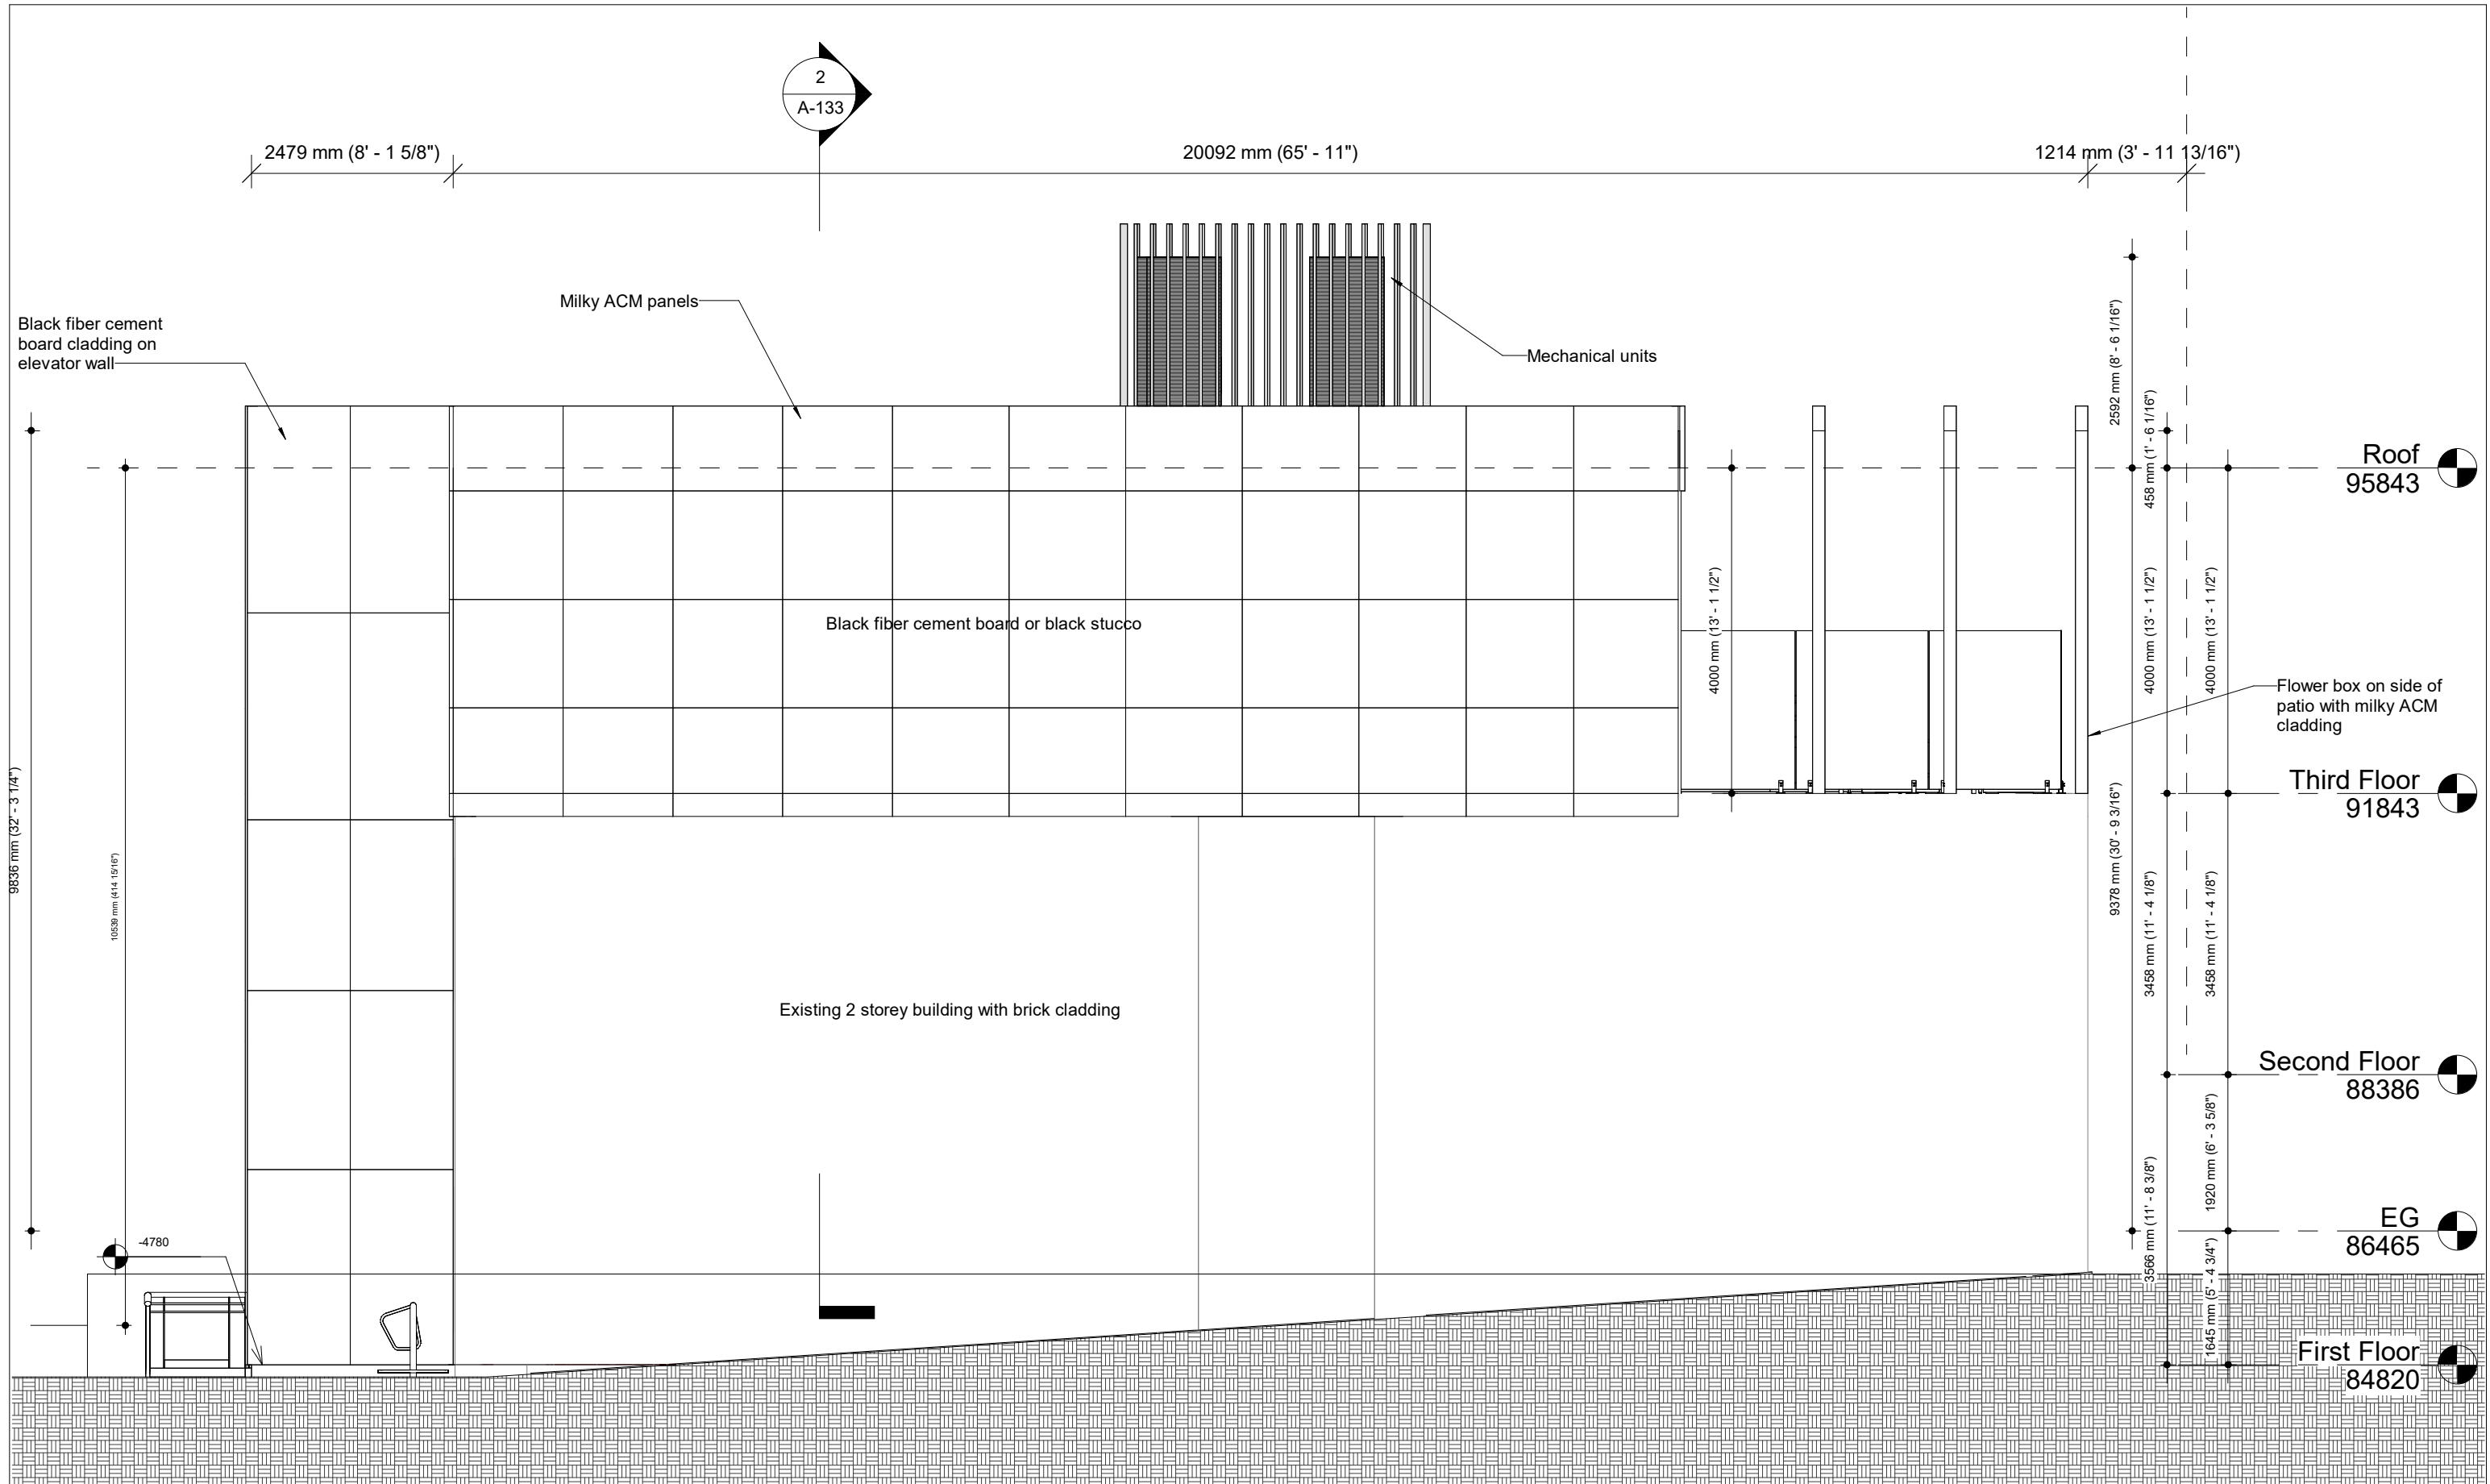 2
A-133
2479 mm (8' - 1 5/8")
20092 mm (65' - 11")
1214 mm (3' - 11 13/16")
Milky ACM panels
Black fiber cement
board cladding on
elevator wall
Mechanical units
2592 mm (8' - 6 1/16")
458 mm (1' - 6 1/16")
Roof
95843
Black fiber cement board or black stucco
4000 mm (13' - 1 1/2")
4000 mm (13' - 1 1/2")
4000 mm (13' - 1 1/2")
Flower box on side of
patio with milky ACM
cladding
Third Floor
91843
9836 mm (32' - 3 1/4")
10539 mm (414 15/16")
9378 mm (30' - 9 3/16")
3458 mm (11' - 4 1/8")
3458 mm (11' - 4 1/8")
Existing 2 storey building with brick cladding
Second Floor
88386
1920 mm (6' - 3 5/8")
3566 mm (11' - 8 3/8")
EG
86465
-4780
1645 mm (5' - 4 3/4")
First Floor
84820